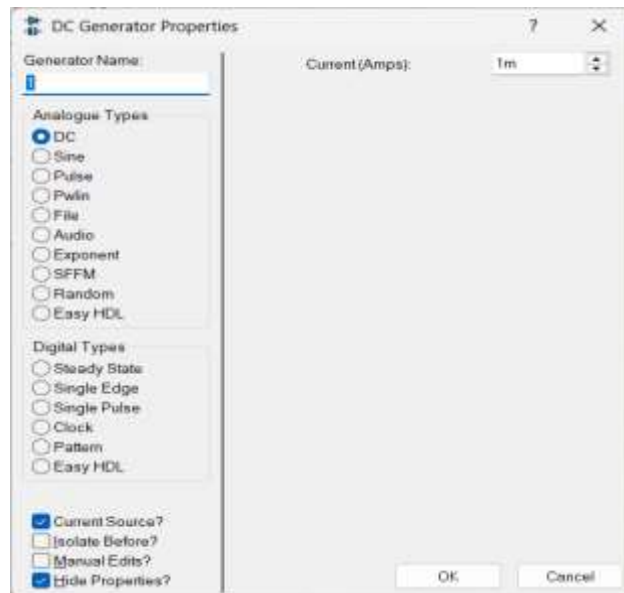 DC Generator Properties
? ×
Generator Name:
1
Analogue Types
DC
Sine
Pulse
Pwlin
File
Audio
Exponent
SFFM
Random
Easy HDL
Digital Types
Steady State
Single Edge
Single Pulse
Clock
Pattern
Easy HDL
Current Source?
Isolate Before?
Manual Edits?
Hide Properties?
Current (Amps):
1m
OK
Cancel